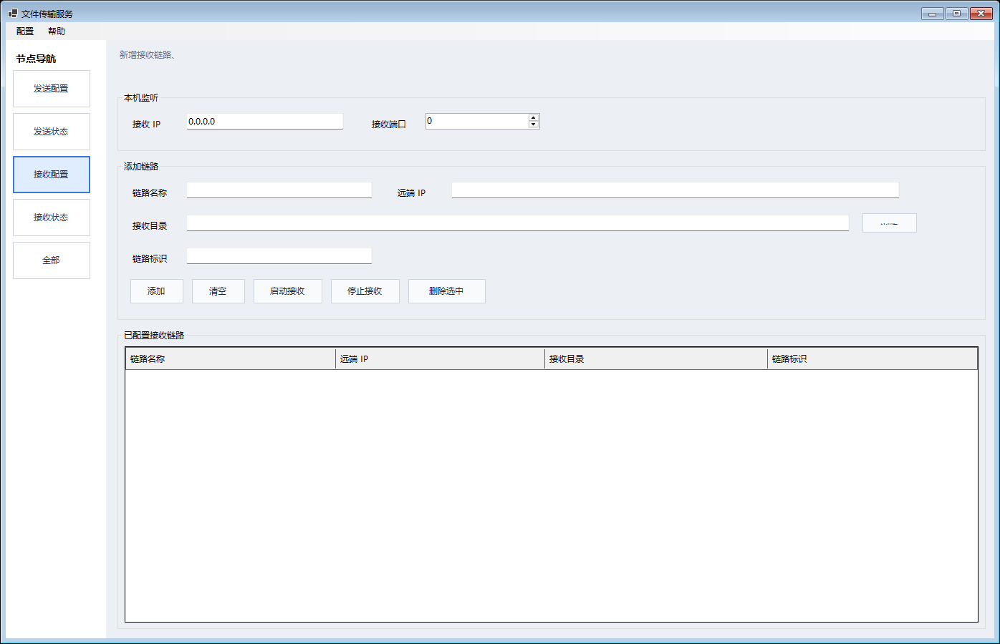 文件传输服务
配置 帮助
节点导航
发送配置
发送状态
接收配置
接收状态
全部
新增接收链路、
本机监听
接收 IP 0.0.0.0 接收端口 0
添加链路
链路名称 远端 IP
接收目录
链路标识
添加 清空 启动接收 停止接收 删除选中
已配置接收链路
链路名称 远端 IP 接收目录 链路标识